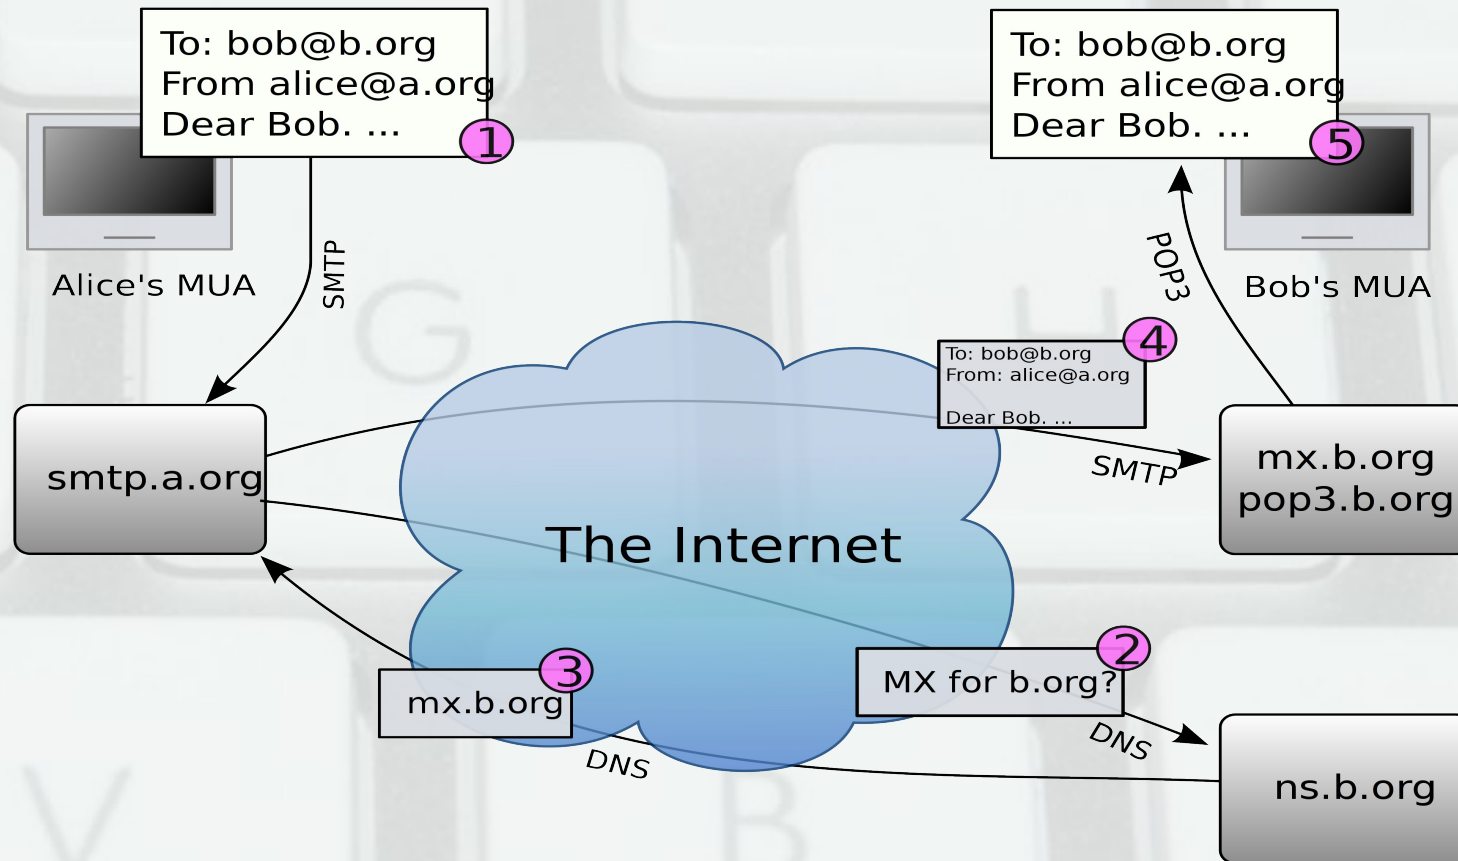 To: bob@b.org
From alice@a.org
Dear Bob. ...
1
Alice's MUA
SMTP
To: bob@b.org
From alice@a.org
Dear Bob. ...
5
Bob's MUA
POP3
G
H
4
To: bob@b.org
From: alice@a.org
Dear Bob. ...
SMTP
smtp.a.org
mx.b.org
pop3.b.org
The Internet
3
mx.b.org
DNS
2
MX for b.org?
DNS
ns.b.org
V
B